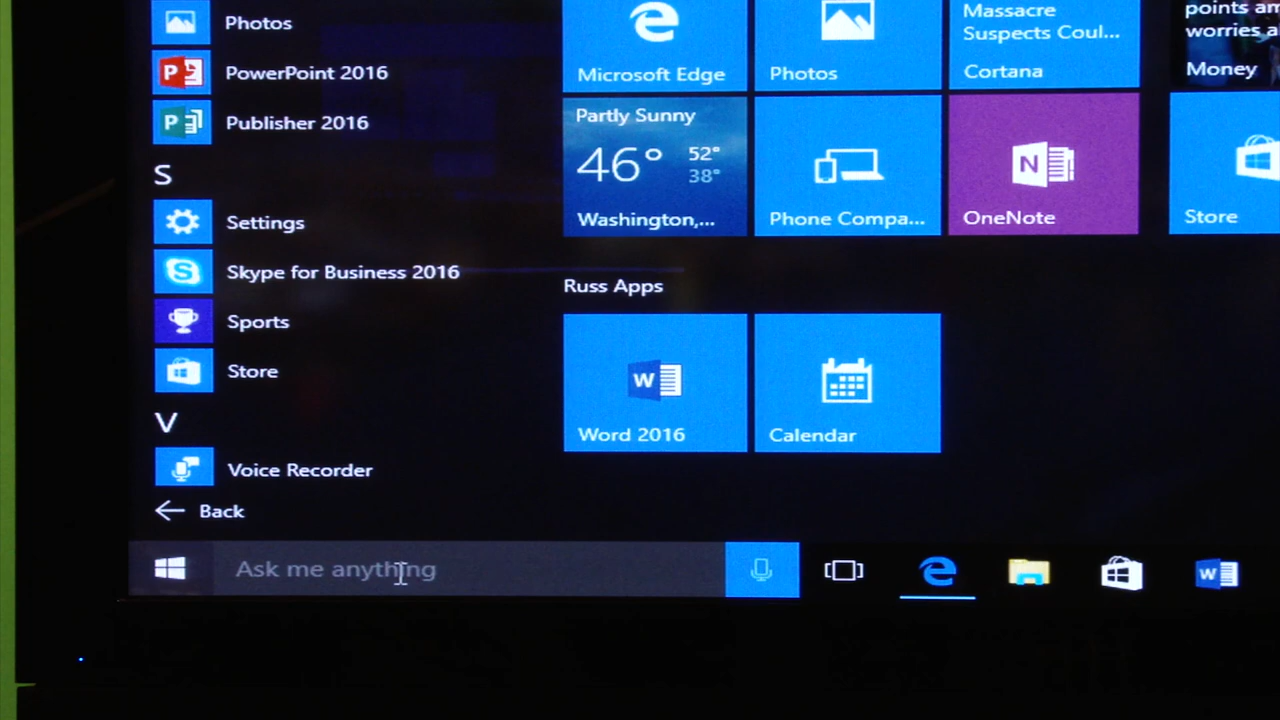 Photos
PowerPoint 2016
Publisher 2016
S
Settings
Skype for Business 2016
Sports
Store
V
Voice Recorder
Back
Ask me anything
Microsoft Edge
Photos
Massacre
Suspects Coul...
Cortana
points am
worries a
Money
Partly Sunny
46° 52°
38°
Washington,...
Phone Compa...
N
OneNote
Store
Russ Apps
W
Word 2016
Calendar
W